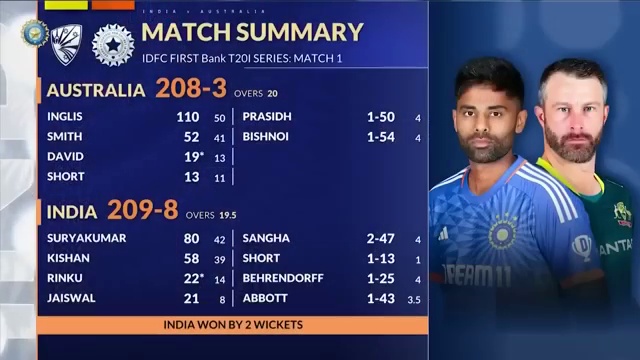 INDIA v AUSTRALIA
MATCH SUMMARY
IDFC FIRST Bank T20I SERIES: MATCH 1
AUSTRALIA 208-3 OVERS 20
INGLIS 110 50 PRASIDH 1-50 4
SMITH 52 41 BISHNOI 1-54 4
DAVID 19* 13
SHORT 13 11
INDIA 209-8 OVERS 19.5
SURYAKUMAR 80 42 SANGHA 2-47 4
KISHAN 58 39 SHORT 1-13 1
RINKU 22* 14 BEHRENDORFF 1-25 4
JAISWAL 21 8 ABBOTT 1-43 3.5
INDIA WON BY 2 WICKETS
DREAM11